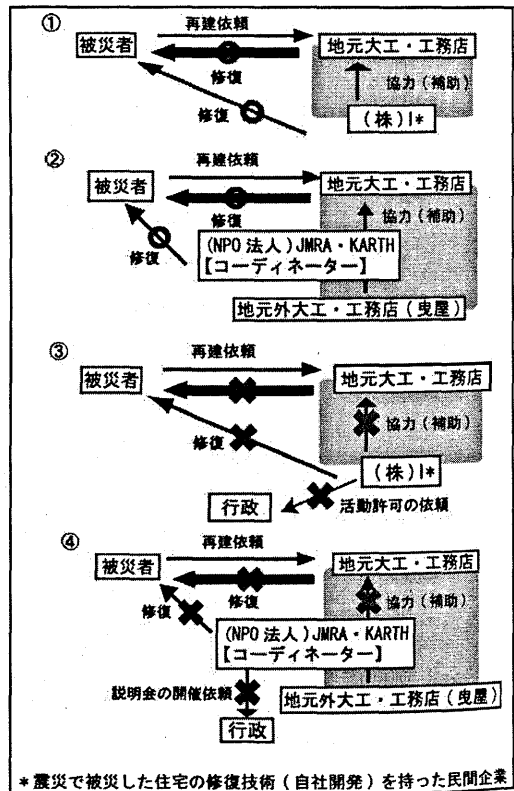 ①
再建依頼
被災者
地元大工・工務店
修復
協力(補助)
修復
(株)I*
②
再建依頼
被災者
地元大工・工務店
修復
協力(補助)
修復
(NPO法人)JMRA・KARTH
【コーディネーター】
地元外大工・工務店(曳屋)
③
再建依頼
被災者
地元大工・工務店
修復
協力(補助)
(株)I*
行政
活動許可の依頼
④
再建依頼
被災者
地元大工・工務店
修復
修復
協力(補助)
(NPO法人)JMRA・KARTH
【コーディネーター】
説明会の開催依頼
地元外大工・工務店(曳屋)
行政
*震災で被災した住宅の修復技術(自社開発)を持った民間企業